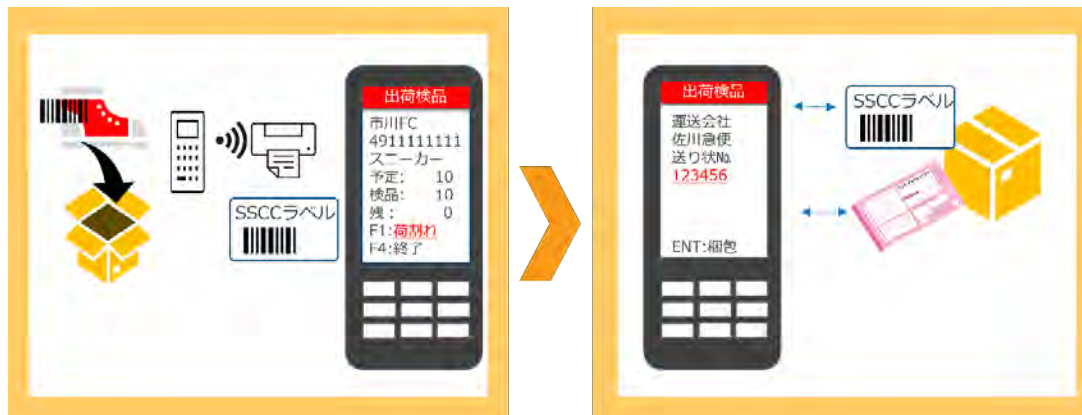 出荷検品
市川FC
4911111111
スニーカー
予定: 10
検品: 10
残: 0
F1:荷割れ
F4:終了
SSCCラベル
出荷検品
運送会社
佐川急便
送り状№
123456
ENT:梱包
SSCCラベル